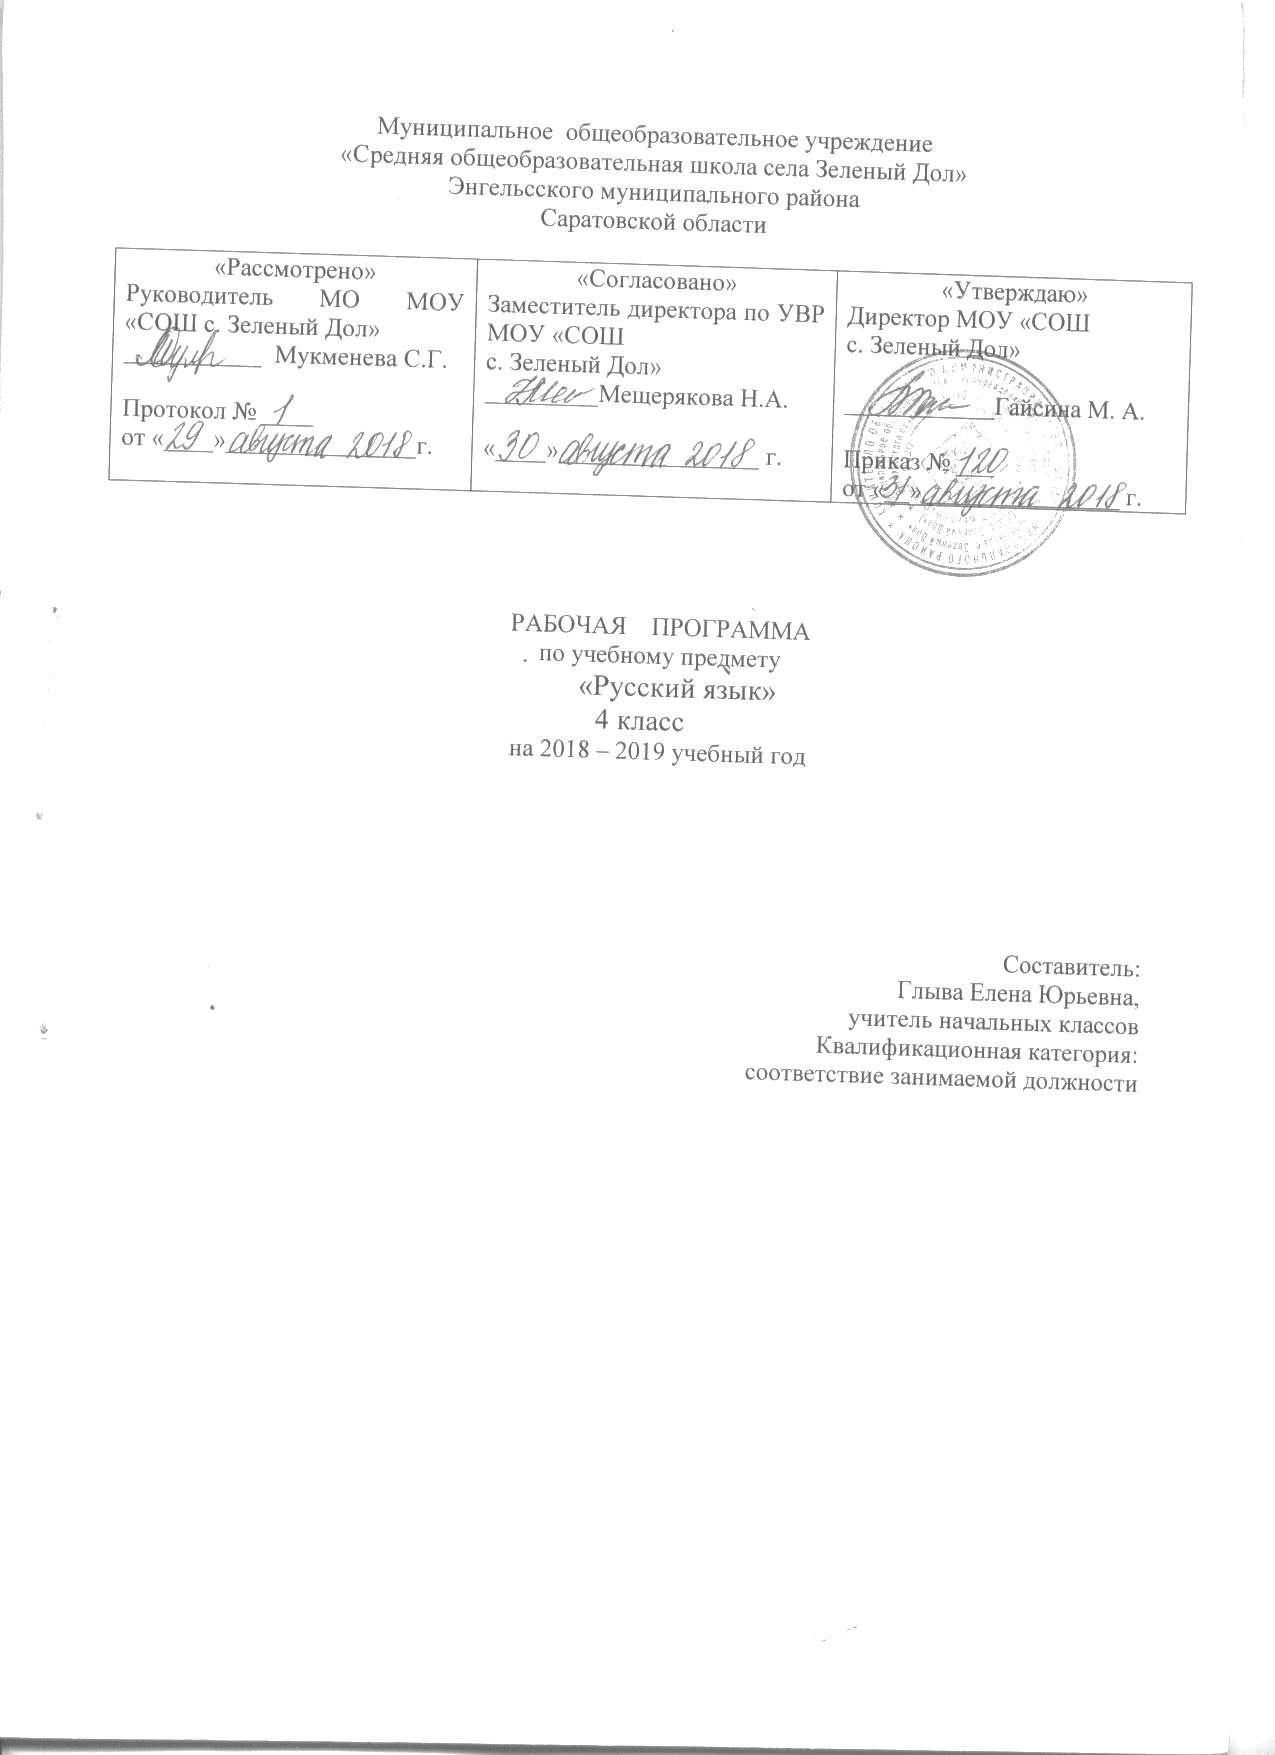 Муниципальное общеобразовательное учреждение
«Средняя общеобразовательная школа села Зеленый Дол»
Энгельсского муниципального района
Саратовской области
«Рассмотрено»
Руководитель МО МОУ
«СОШ с. Зеленый Дол»
___________ Мукменева С.Г.
Протокол № 1
от «29» августа 2018 г.
«Согласовано»
Заместитель директора по УВР
МОУ «СОШ
с. Зеленый Дол»
_________Мещерякова Н.А.
«30» августа 2018 г.
«Утверждаю»
Директор МОУ «СОШ
с. Зеленый Дол»
____________Гайсина М. А.
Приказ № 120
от «31» августа 2018 г.
РАБОЧАЯ ПРОГРАММА
по учебному предмету
«Русский язык»
4 класс
на 2018 – 2019 учебный год
Составитель:
Глыва Елена Юрьевна,
учитель начальных классов
Квалификационная категория:
соответствие занимаемой должности